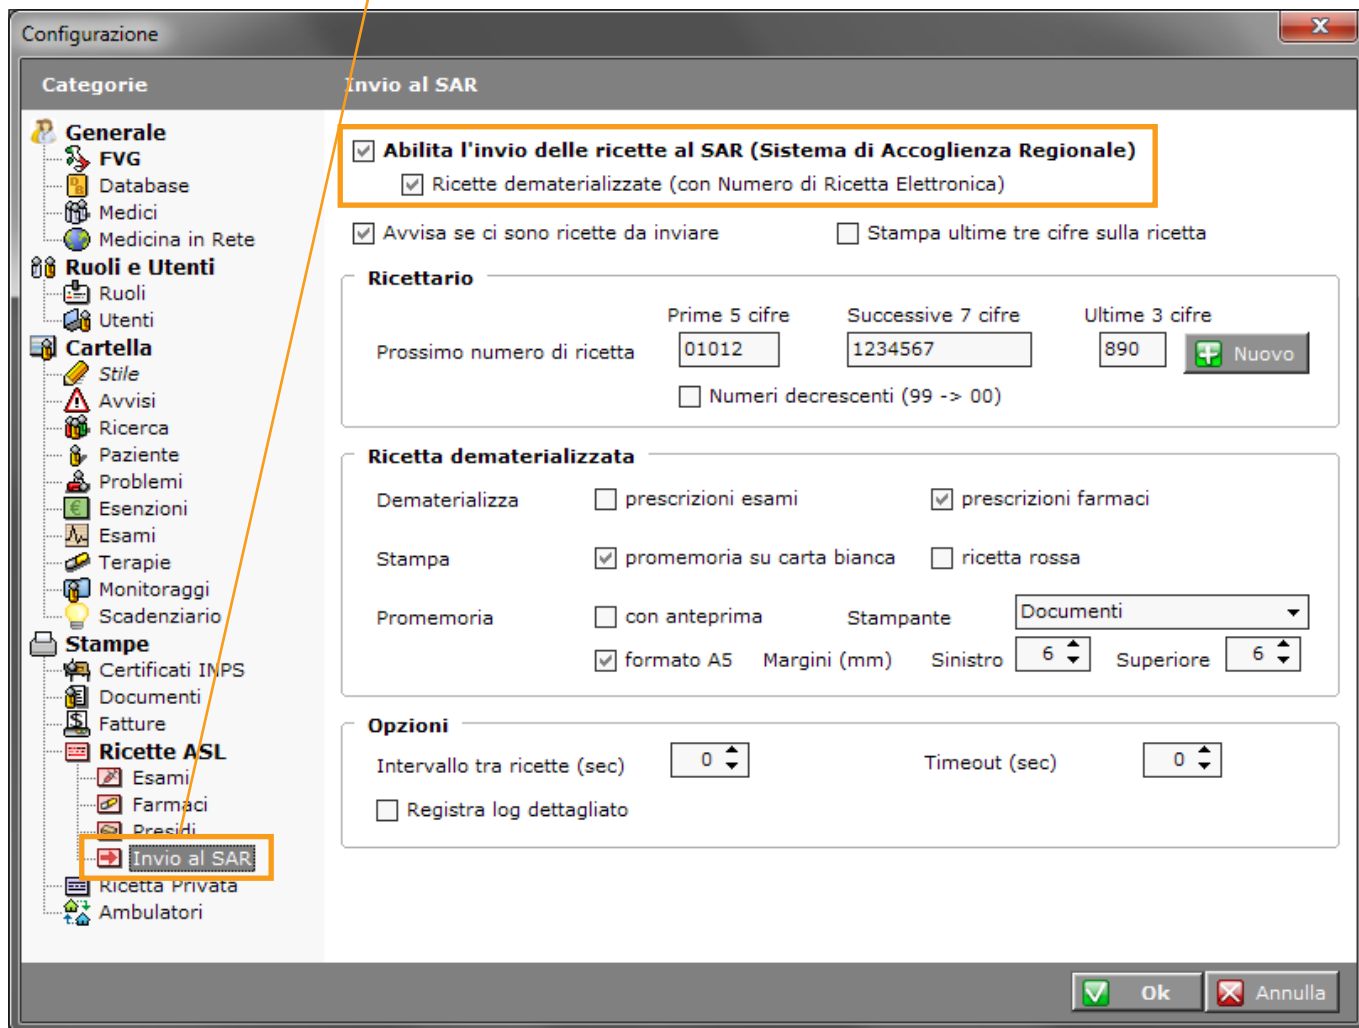 Configurazione
Categorie
Invio al SAR
Generale
FVG
Database
Medici
Medicina in Rete
Ruoli e Utenti
Ruoli
Utenti
Cartella
Stile
Avvisi
Ricerca
Paziente
Problemi
Esenzioni
Esami
Terapie
Monitoraggi
Scadenziario
Stampe
Certificati INPS
Documenti
Fatture
Ricette ASL
Esami
Farmaci
Presidi
Invio al SAR
Ricetta Privata
Ambulatori
Abilita l'invio delle ricette al SAR (Sistema di Accoglienza Regionale)
Ricette dematerializzate (con Numero di Ricetta Elettronica)
Avvisa se ci sono ricette da inviare Stampa ultime tre cifre sulla ricetta
Ricettario
Prime 5 cifre Successive 7 cifre Ultime 3 cifre
Prossimo numero di ricetta 01012 1234567 890 Nuovo
Numeri decrescenti (99 -> 00)
Ricetta dematerializzata
Dematerializza prescrizioni esami prescrizioni farmaci
Stampa promemoria su carta bianca ricetta rossa
Promemoria con anteprima Stampante Documenti
formato A5 Margini (mm) Sinistro 6 Superiore 6
Opzioni
Intervallo tra ricette (sec) 0 Timeout (sec) 0
Registra log dettagliato
Ok Annulla